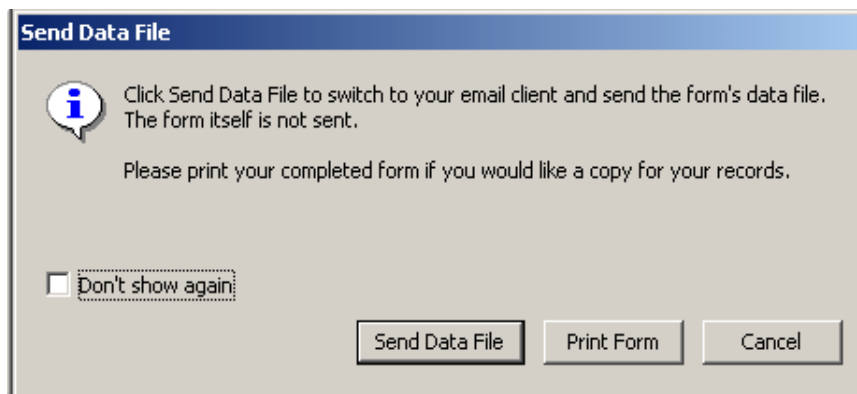 Send Data File
Click Send Data File to switch to your email client and send the form's data file.
The form itself is not sent.
Please print your completed form if you would like a copy for your records.
Don't show again
Send Data File
Print Form
Cancel